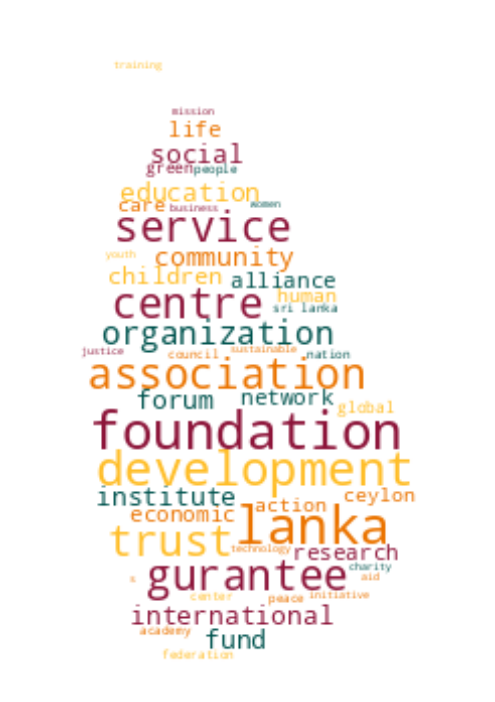 training
mission
life
social
green people
education
care business women
service
youth community
children alliance
centre human
sri lanka
organization
justice council sustainable nation
association
forum network
global
foundation
development
institute ceylon
economic action
trust lanka
technology research
gurantee charity
s aid
center peace initiative
international
academy fund
federation